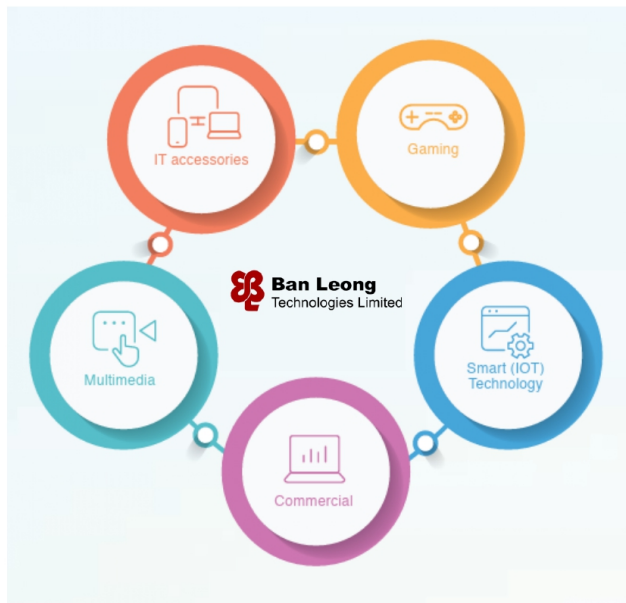 IT accessories
Gaming
Ban Leong
Technologies Limited
Multimedia
Smart (IOT)
Technology
Commercial